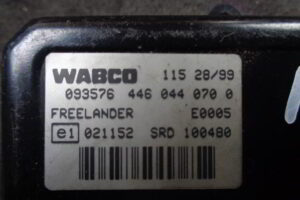 WABCO 115 28/99
093576 446 044 070 0
FREELANDER E0005
e1 021152 SRD 100480